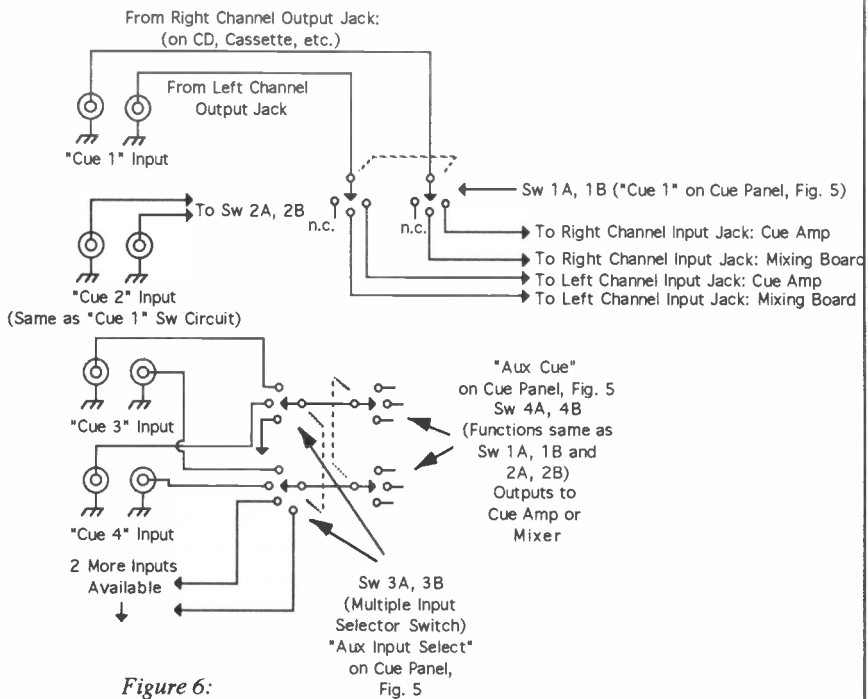 From Right Channel Output Jack:
(on CD, Cassette, etc.)
From Left Channel
Output Jack
"Cue 1" Input
Sw 1A, 1B ("Cue 1" on Cue Panel, Fig. 5)
To Sw 2A, 2B
n.c.
n.c.
To Right Channel Input Jack: Cue Amp
To Right Channel Input Jack: Mixing Board
To Left Channel Input Jack: Cue Amp
To Left Channel Input Jack: Mixing Board
"Cue 2" Input
(Same as "Cue 1" Sw Circuit)
"Cue 3" Input
"Aux Cue"
on Cue Panel, Fig. 5
Sw 4A, 4B
(Functions same as
Sw 1A, 1B and
2A, 2B)
Outputs to
Cue Amp or
Mixer
"Cue 4" Input
2 More Inputs
Available
Sw 3A, 3B
(Multiple Input
Selector Switch)
"Aux Input Select"
on Cue Panel,
Fig. 5
Figure 6: